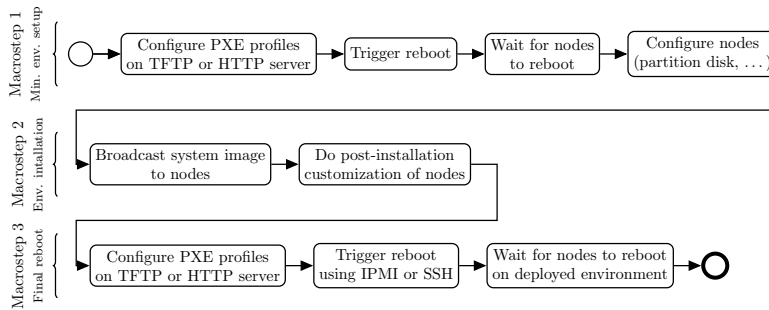 Macrostep 1
Min. env. setup
Configure PXE profiles
on TFTP or HTTP server
Trigger reboot
Wait for nodes
to reboot
Configure nodes
(partition disk, …)
Macrostep 2
Env. intallation
Broadcast system image
to nodes
Do post-installation
customization of nodes
Macrostep 3
Final reboot
Configure PXE profiles
on TFTP or HTTP server
Trigger reboot
using IPMI or SSH
Wait for nodes to reboot
on deployed environment